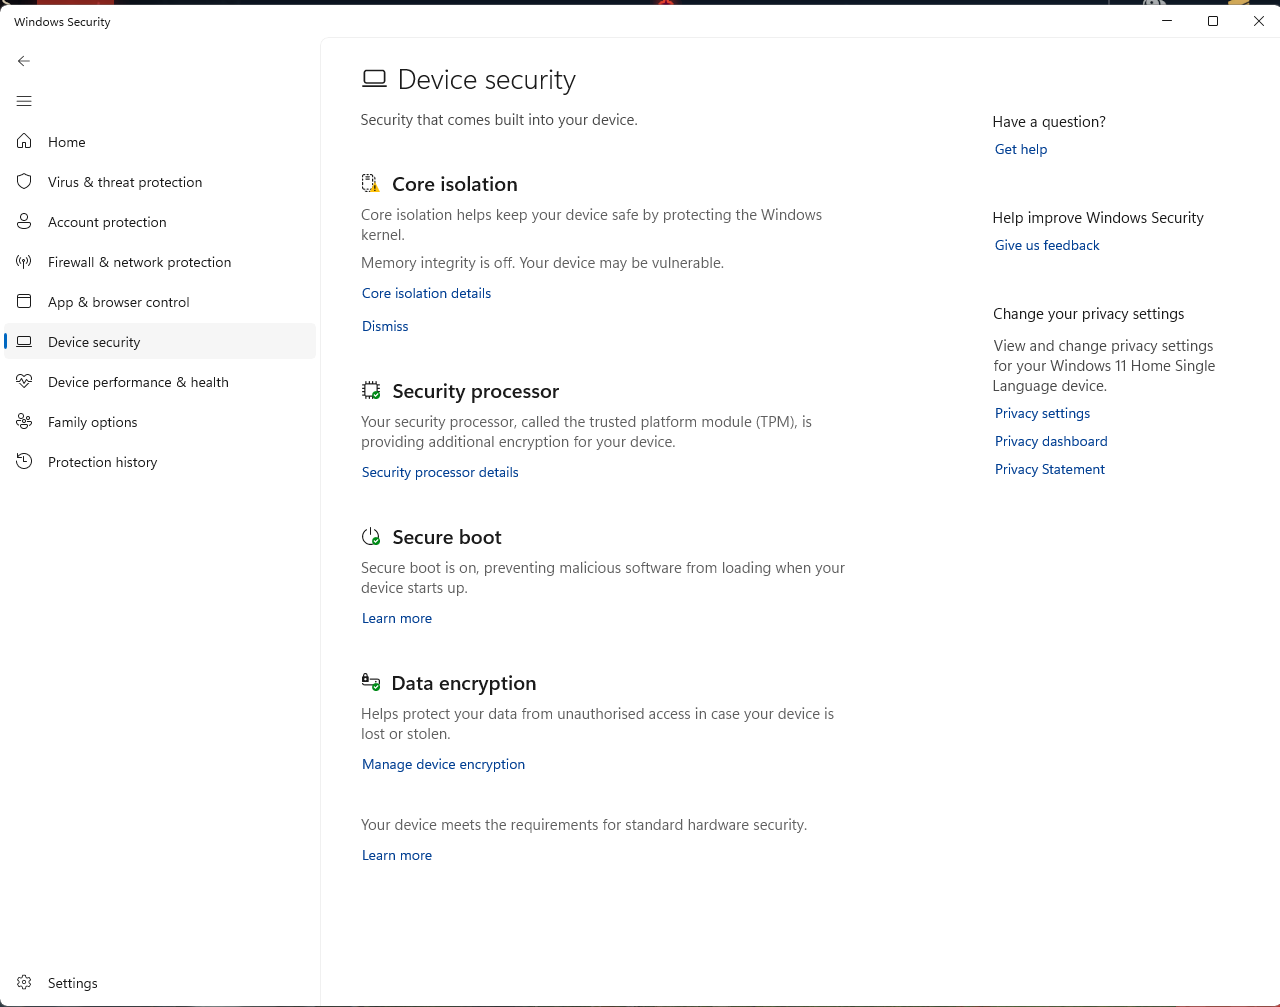 Windows Security
Home
Virus & threat protection
Account protection
Firewall & network protection
App & browser control
Device security
Device performance & health
Family options
Protection history
Settings
Device security
Security that comes built into your device.
Core isolation
Core isolation helps keep your device safe by protecting the Windows
kernel.
Memory integrity is off. Your device may be vulnerable.
Core isolation details
Dismiss
Security processor
Your security processor, called the trusted platform module (TPM), is
providing additional encryption for your device.
Security processor details
Secure boot
Secure boot is on, preventing malicious software from loading when your
device starts up.
Learn more
Data encryption
Helps protect your data from unauthorised access in case your device is
lost or stolen.
Manage device encryption
Your device meets the requirements for standard hardware security.
Learn more
Have a question?
Get help
Help improve Windows Security
Give us feedback
Change your privacy settings
View and change privacy settings
for your Windows 11 Home Single
Language device.
Privacy settings
Privacy dashboard
Privacy Statement